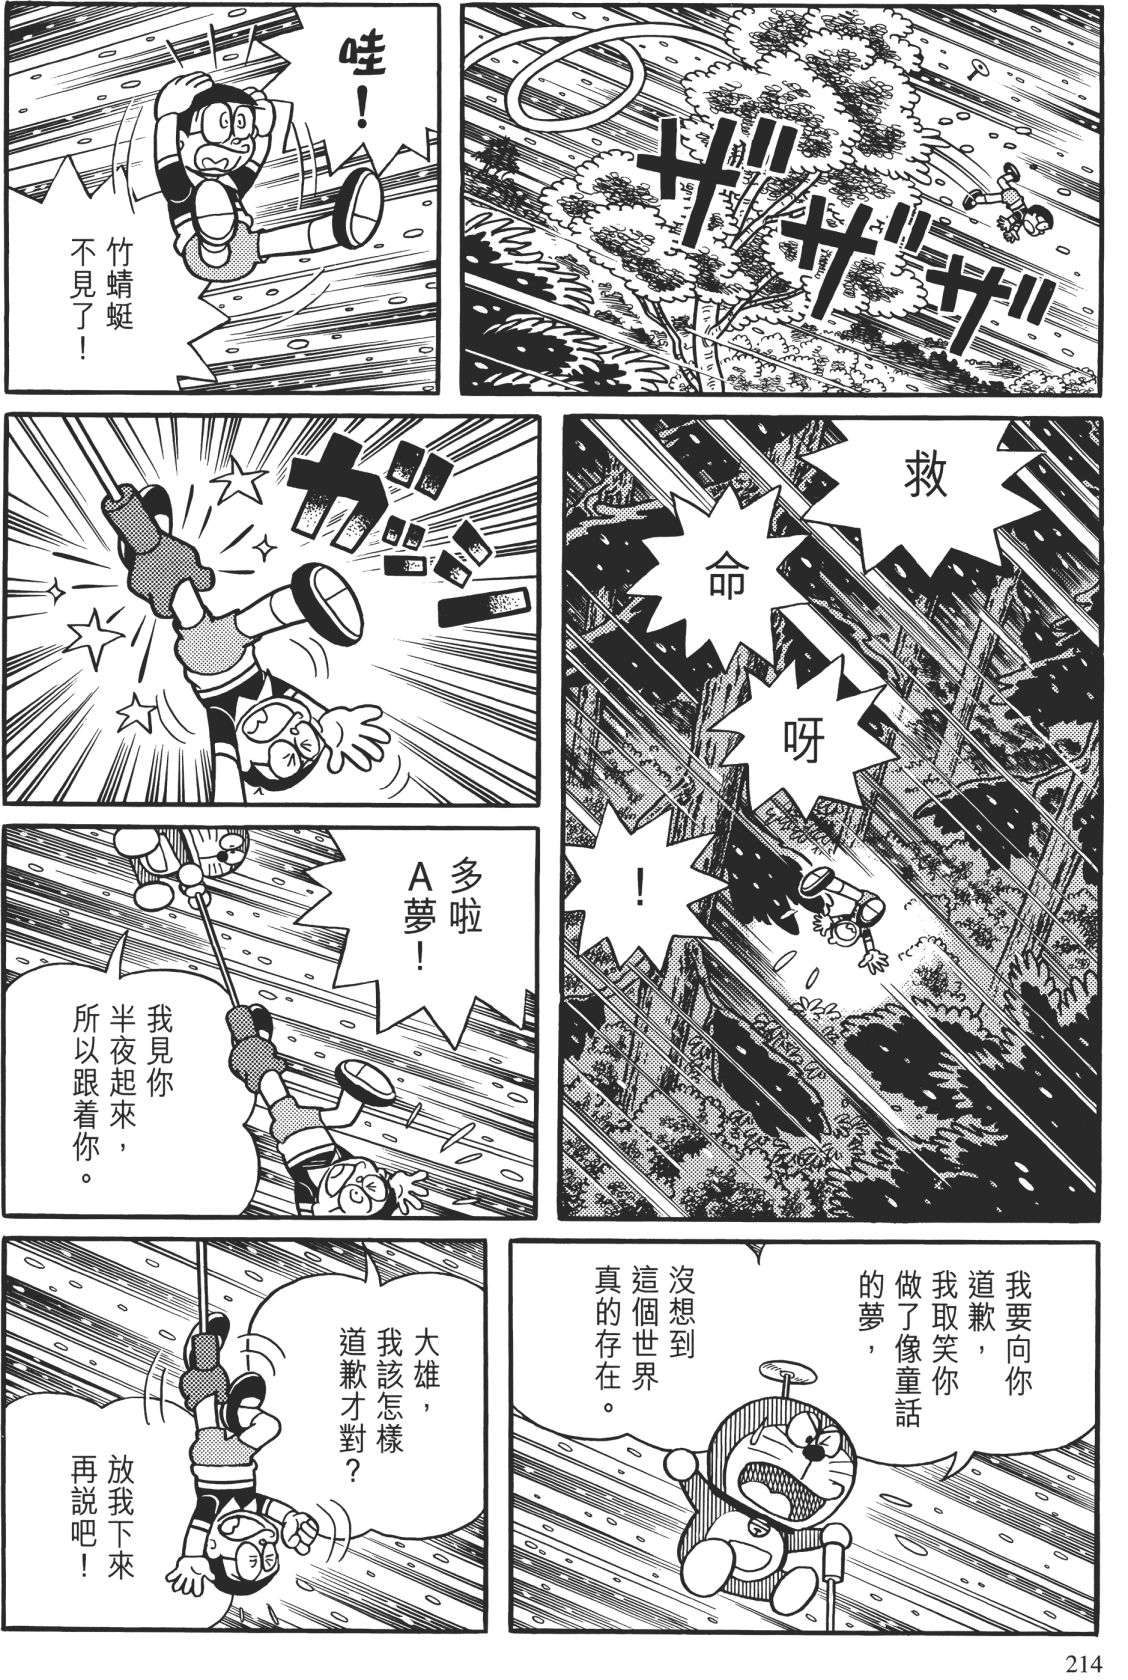 ザザザ
哇！
竹蜻蜓
不見了！
救
命
呀
！
ガガ
多啦
A夢！
我見你
半夜起來，
所以跟着你。
我要向你
道歉，
我取笑你
做了像童話
的夢，
沒想到
這個世界
真的存在。
大雄，
我該怎樣
道歉才對？
放我下來
再説吧！
214